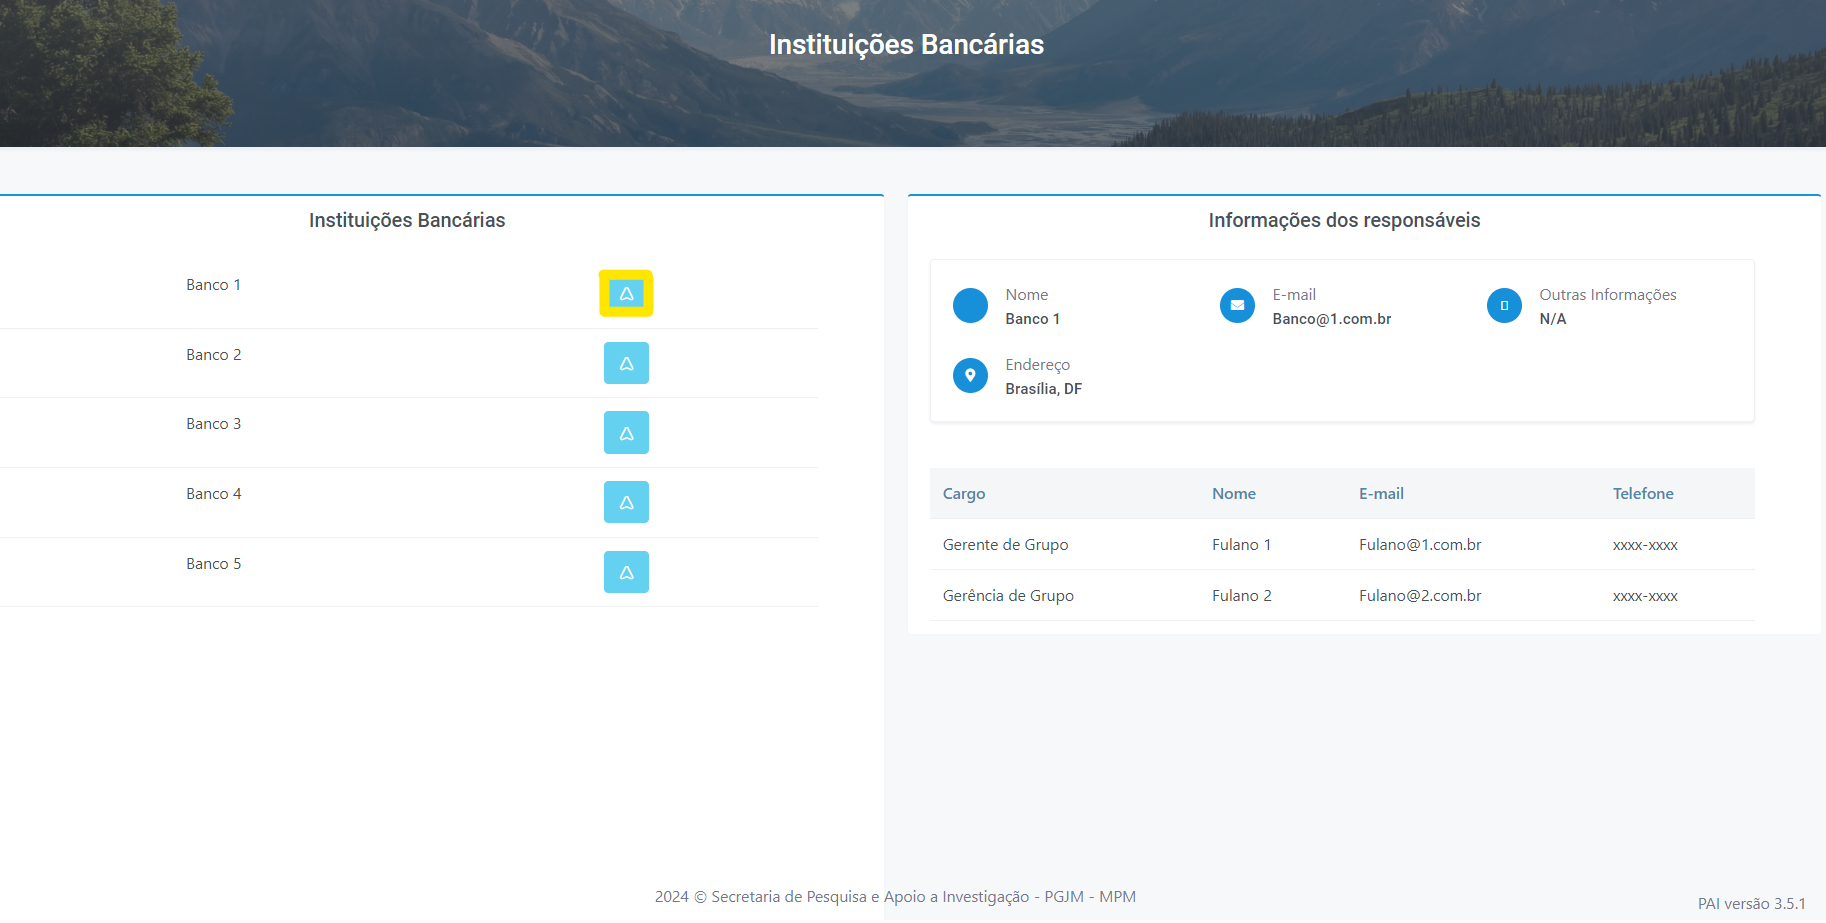 Instituições Bancárias
Instituições Bancárias
Banco 1
Banco 2
Banco 3
Banco 4
Banco 5
Informações dos responsáveis
Nome
Banco 1
E-mail
Banco@1.com.br
Outras Informações
N/A
Endereço
Brasília, DF
Cargo Nome E-mail Telefone
Gerente de Grupo Fulano 1 Fulano@1.com.br xxxx-xxxx
Gerência de Grupo Fulano 2 Fulano@2.com.br xxxx-xxxx
2024 © Secretaria de Pesquisa e Apoio a Investigação - PGJM - MPM
PAI versão 3.5.1